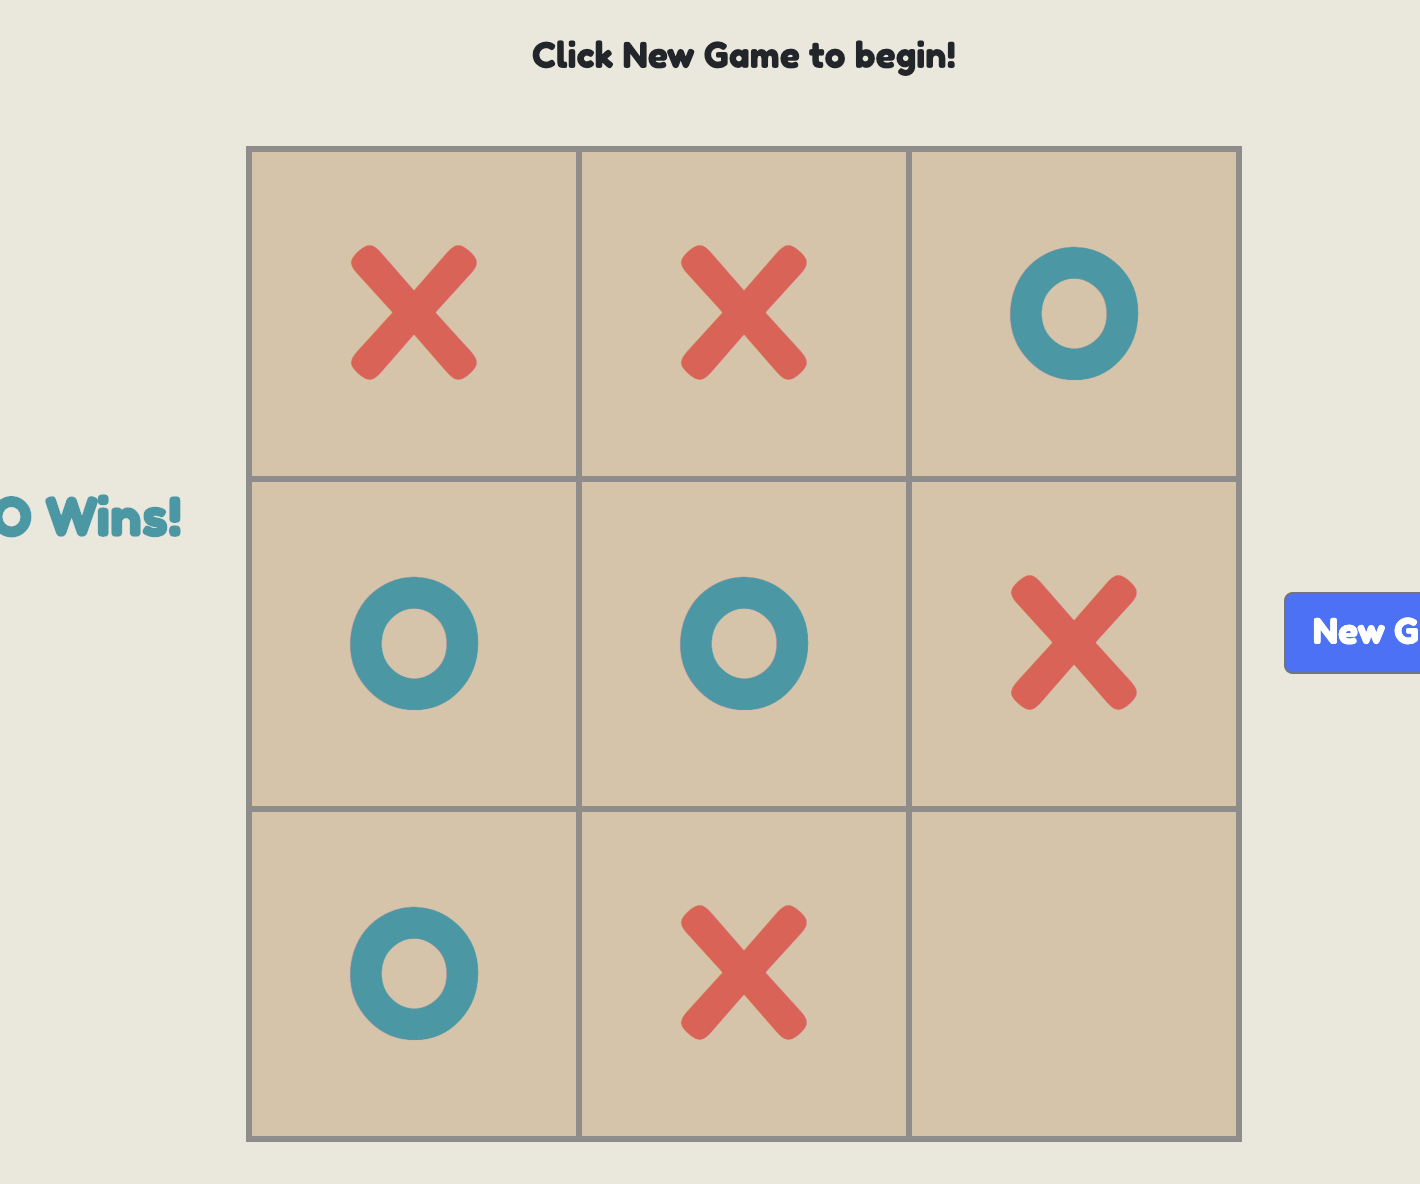 Click New Game to begin!
X X O
O Wins!
O O X
New G
O X